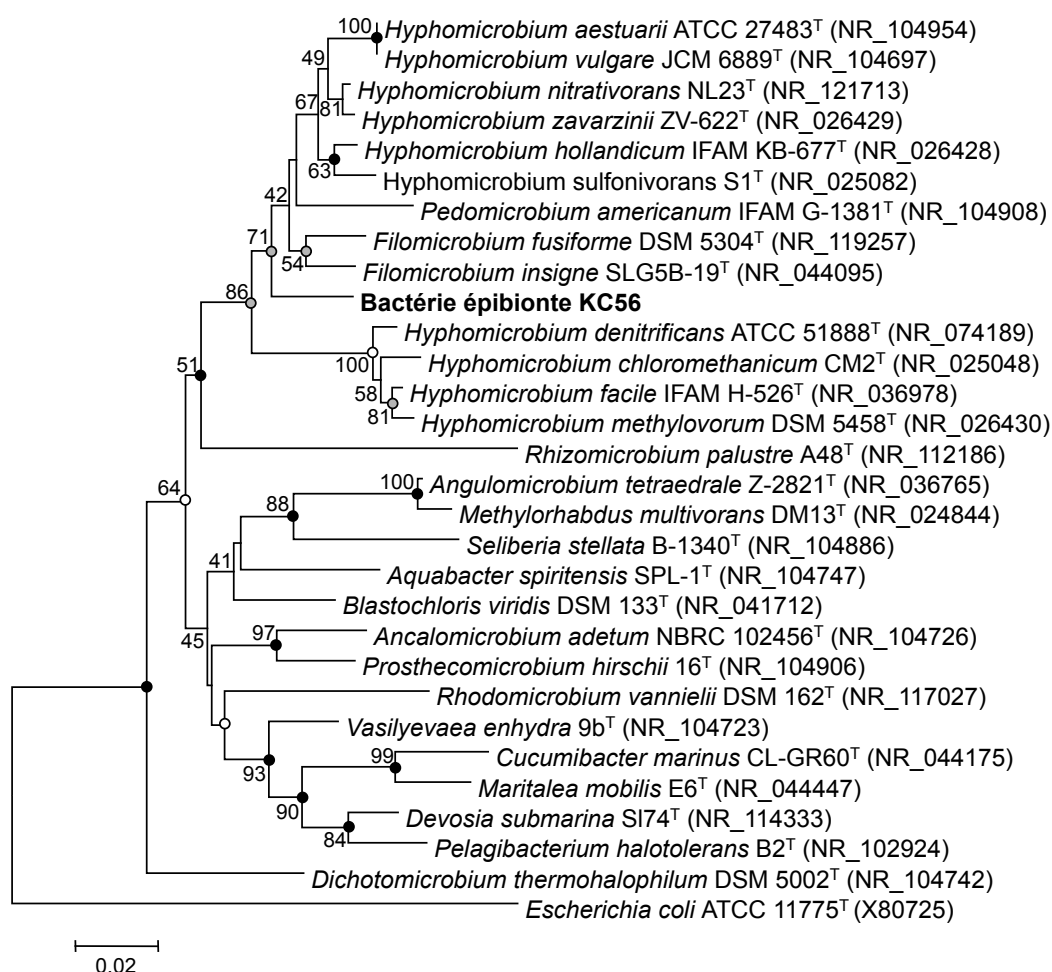 100 Hyphomicrobium aestuarii ATCC 27483ᵀ (NR_104954)
Hyphomicrobium vulgare JCM 6889ᵀ (NR_104697)
49
Hyphomicrobium nitrativorans NL23ᵀ (NR_121713)
67 81
Hyphomicrobium zavarzinii ZV-622ᵀ (NR_026429)
Hyphomicrobium hollandicum IFAM KB-677ᵀ (NR_026428)
63
Hyphomicrobium sulfonivorans S1ᵀ (NR_025082)
42
Pedomicrobium americanum IFAM G-1381ᵀ (NR_104908)
71
Filomicrobium fusiforme DSM 5304ᵀ (NR_119257)
54
Filomicrobium insigne SLG5B-19ᵀ (NR_044095)
86
Bactérie épibionte KC56
Hyphomicrobium denitrificans ATCC 51888ᵀ (NR_074189)
51 100
Hyphomicrobium chloromethanicum CM2ᵀ (NR_025048)
58
Hyphomicrobium facile IFAM H-526ᵀ (NR_036978)
81
Hyphomicrobium methylovorum DSM 5458ᵀ (NR_026430)
Rhizomicrobium palustre A48ᵀ (NR_112186)
64
100 Angulomicrobium tetraedrale Z-2821ᵀ (NR_036765)
88
Methylorhabdus multivorans DM13ᵀ (NR_024844)
Seliberia stellata B-1340ᵀ (NR_104886)
41
Aquabacter spiritensis SPL-1ᵀ (NR_104747)
Blastochloris viridis DSM 133ᵀ (NR_041712)
45
97
Ancalomicrobium adetum NBRC 102456ᵀ (NR_104726)
Prosthecomicrobium hirschii 16ᵀ (NR_104906)
Rhodomicrobium vannielii DSM 162ᵀ (NR_117027)
Vasilyevaea enhydra 9bᵀ (NR_104723)
93
99
Cucumibacter marinus CL-GR60ᵀ (NR_044175)
Maritalea mobilis E6ᵀ (NR_044447)
90
Devosia submarina Sl74ᵀ (NR_114333)
84
Pelagibacterium halotolerans B2ᵀ (NR_102924)
Dichotomicrobium thermohalophilum DSM 5002ᵀ (NR_104742)
Escherichia coli ATCC 11775ᵀ (X80725)
0.02